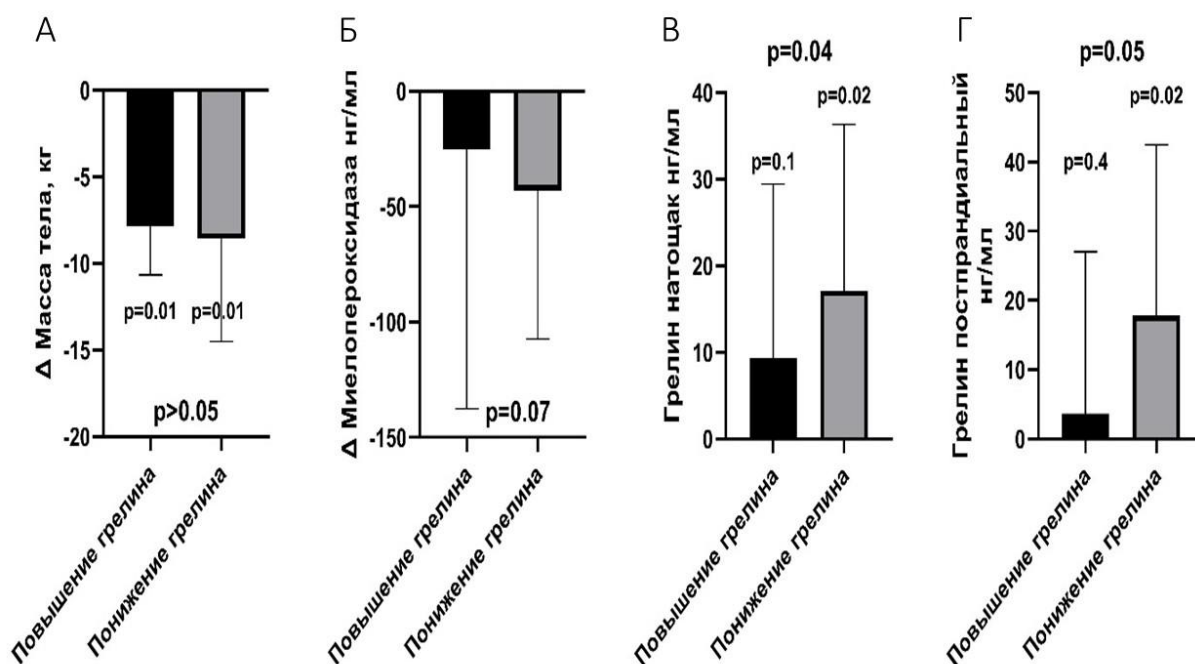 А
Δ Масса тела, кг
0
-5
-10
-15
-20
p=0.01
p=0.01
p>0.05
Повышение грелина
Понижение грелина
Б
Δ Миелопероксидаза нг/мл
0
-50
-100
-150
p=0.07
Повышение грелина
Понижение грелина
В
p=0.04
Грелин натощак нг/мл
40
30
20
10
0
p=0.1
p=0.02
Повышение грелина
Понижение грелина
Г
p=0.05
Грелин постпрандиальный
нг/мл
50
40
30
20
10
0
p=0.4
p=0.02
Повышение грелина
Понижение грелина